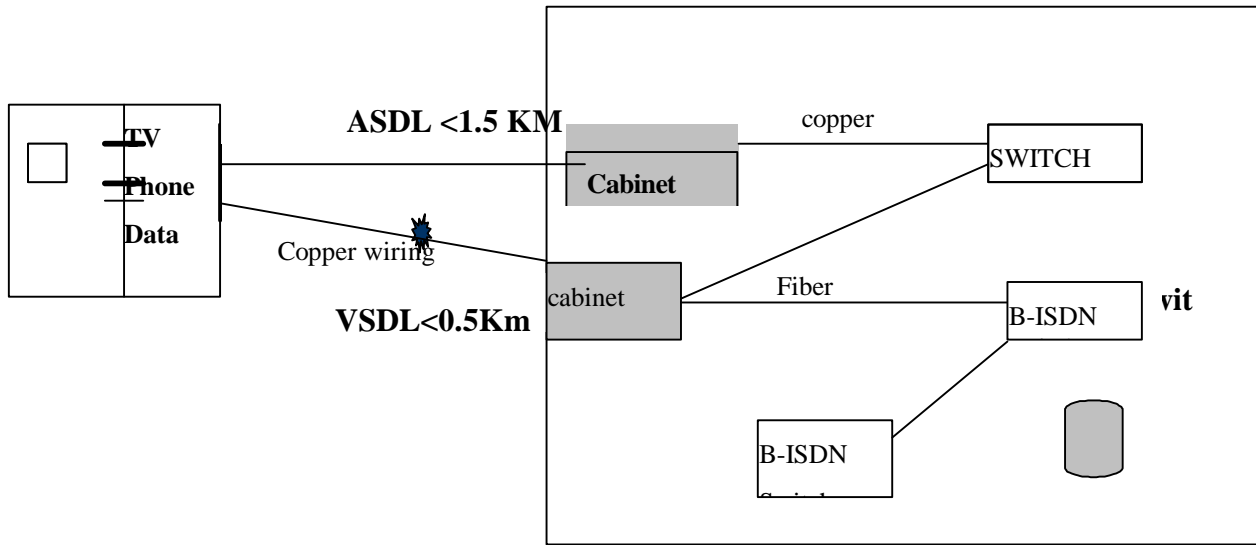 ASDL <1.5 KM
copper
TV
Phone
Data
Cabinet
SWITCH
Copper wiring
cabinet
Fiber
VSDL<0.5Km
B-ISDN
vit
B-ISDN